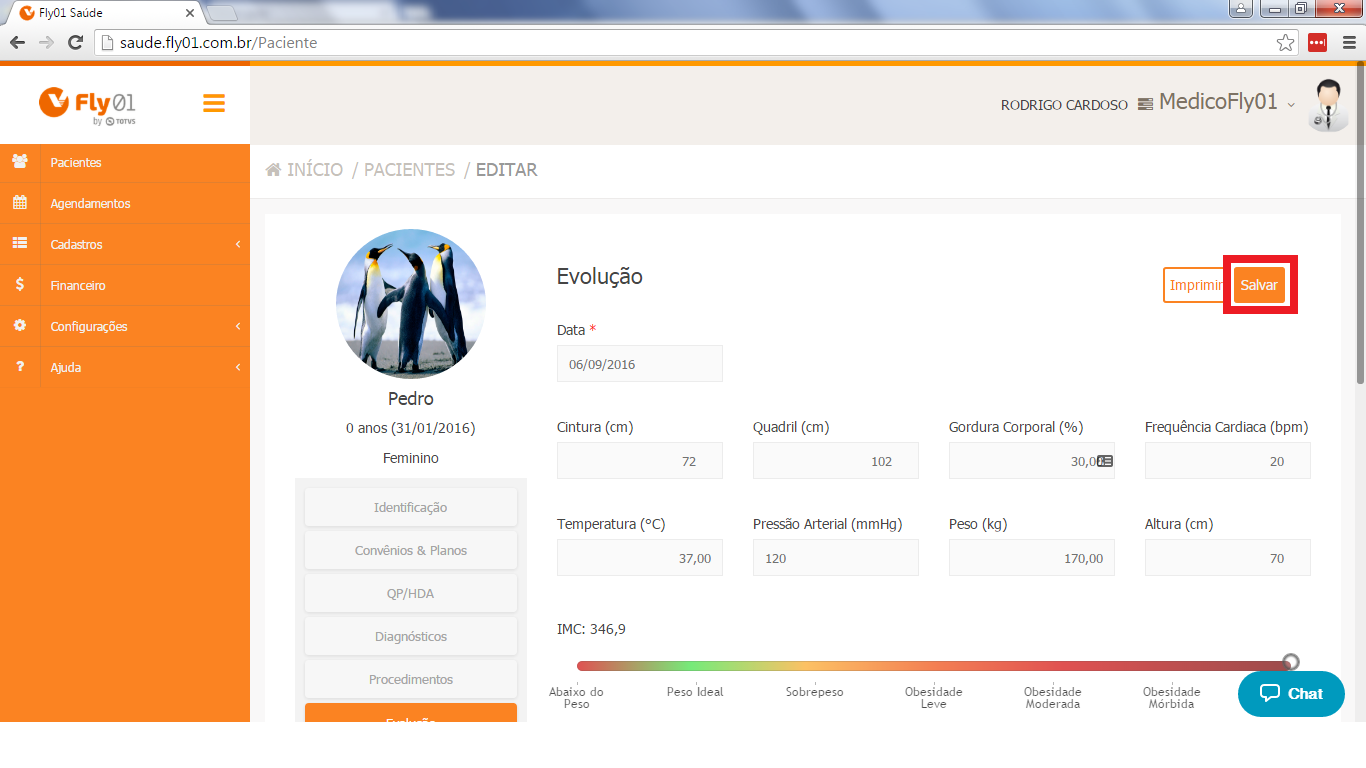 Fly01 Saúde
saude.fly01.com.br/Paciente
Fly01
by TOTVS
RODRIGO CARDOSO MedicoFly01
Pacientes
Agendamentos
Cadastros
Financeiro
Configurações
Ajuda
INÍCIO / PACIENTES / EDITAR
Pedro
0 anos (31/01/2016)
Feminino
Identificação
Convênios & Planos
QP/HDA
Diagnósticos
Procedimentos
Evolução
Evolução
Imprimir
Salvar
Data *
06/09/2016
Cintura (cm) Quadril (cm) Gordura Corporal (%) Frequência Cardiaca (bpm)
72 102 30,0 20
Temperatura (°C) Pressão Arterial (mmHg) Peso (kg) Altura (cm)
37,00 120 170,00 70
IMC: 346,9
Abaixo do Peso Ideal Sobrepeso Obesidade Obesidade Obesidade
Peso Leve Moderada Mórbida
Chat